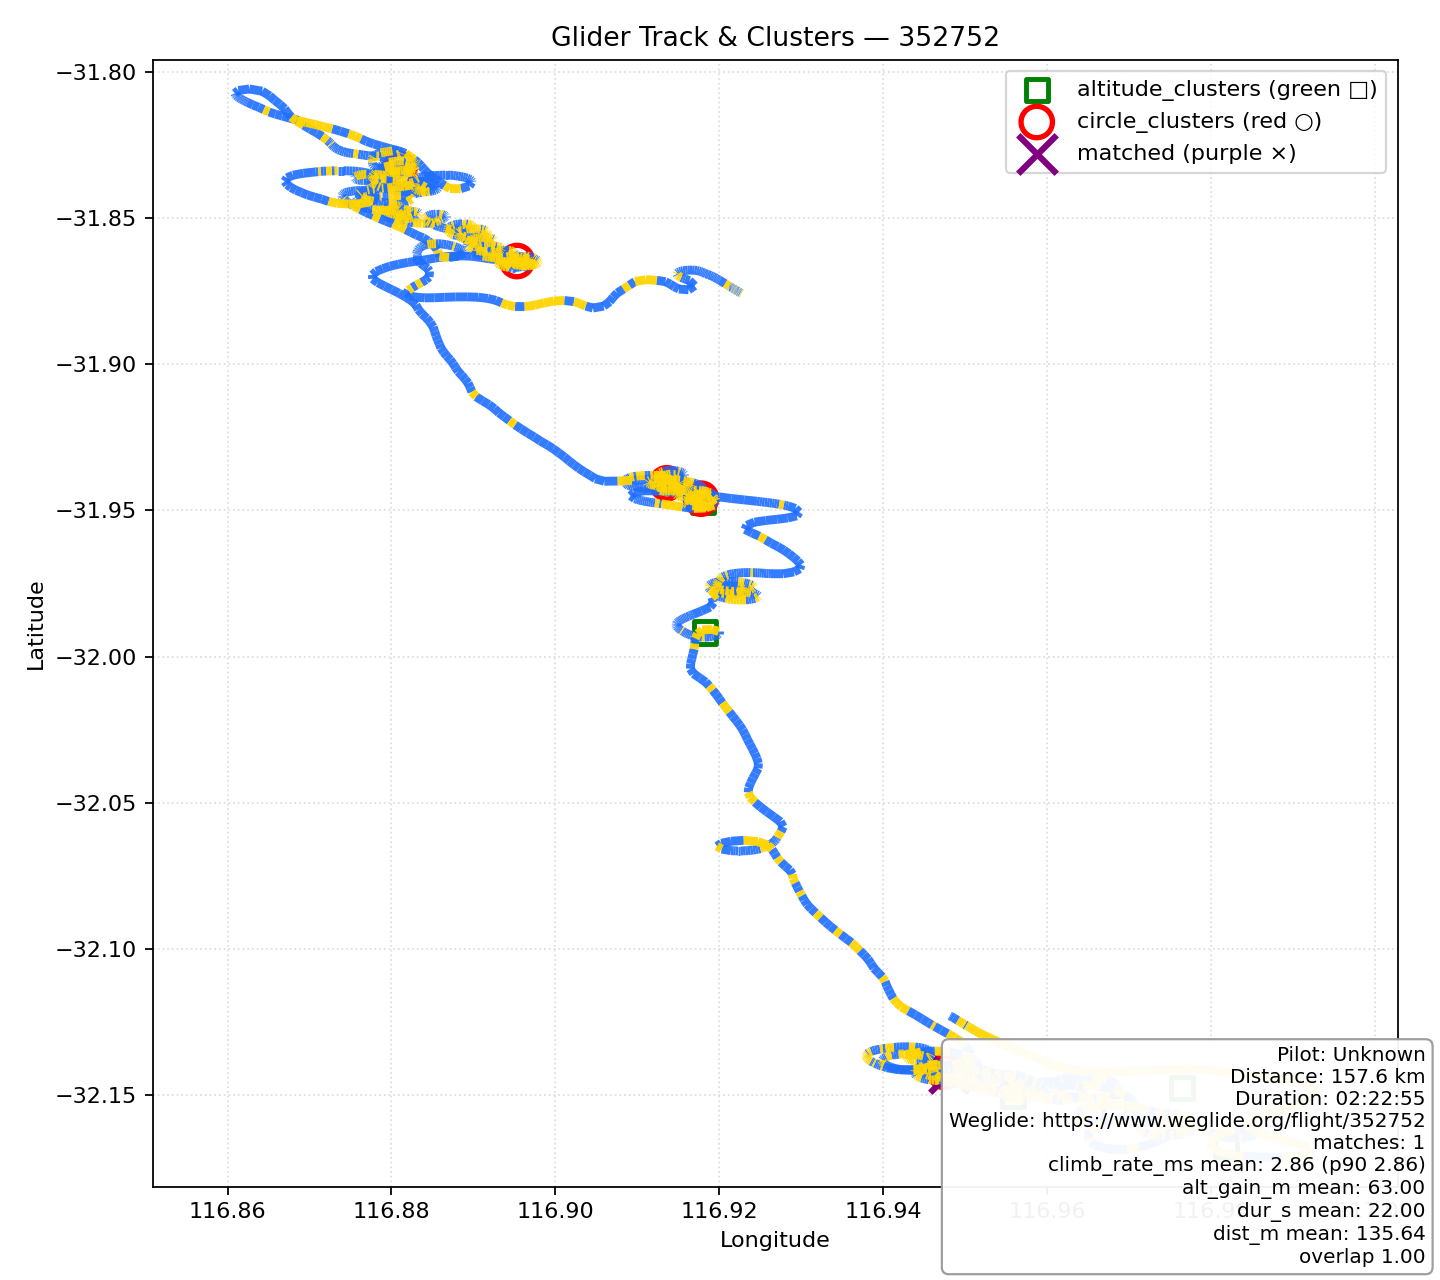 Glider Track & Clusters — 352752
altitude_clusters (green □)
circle_clusters (red ○)
matched (purple ×)
−31.80
−31.85
−31.90
−31.95
−32.00
−32.05
−32.10
−32.15
Latitude
116.86
116.88
116.90
116.92
116.94
116.96
Longitude
Pilot: Unknown
Distance: 157.6 km
Duration: 02:22:55
Weglide: https://www.weglide.org/flight/352752
matches: 1
climb_rate_ms mean: 2.86 (p90 2.86)
alt_gain_m mean: 63.00
dur_s mean: 22.00
dist_m mean: 135.64
overlap 1.00